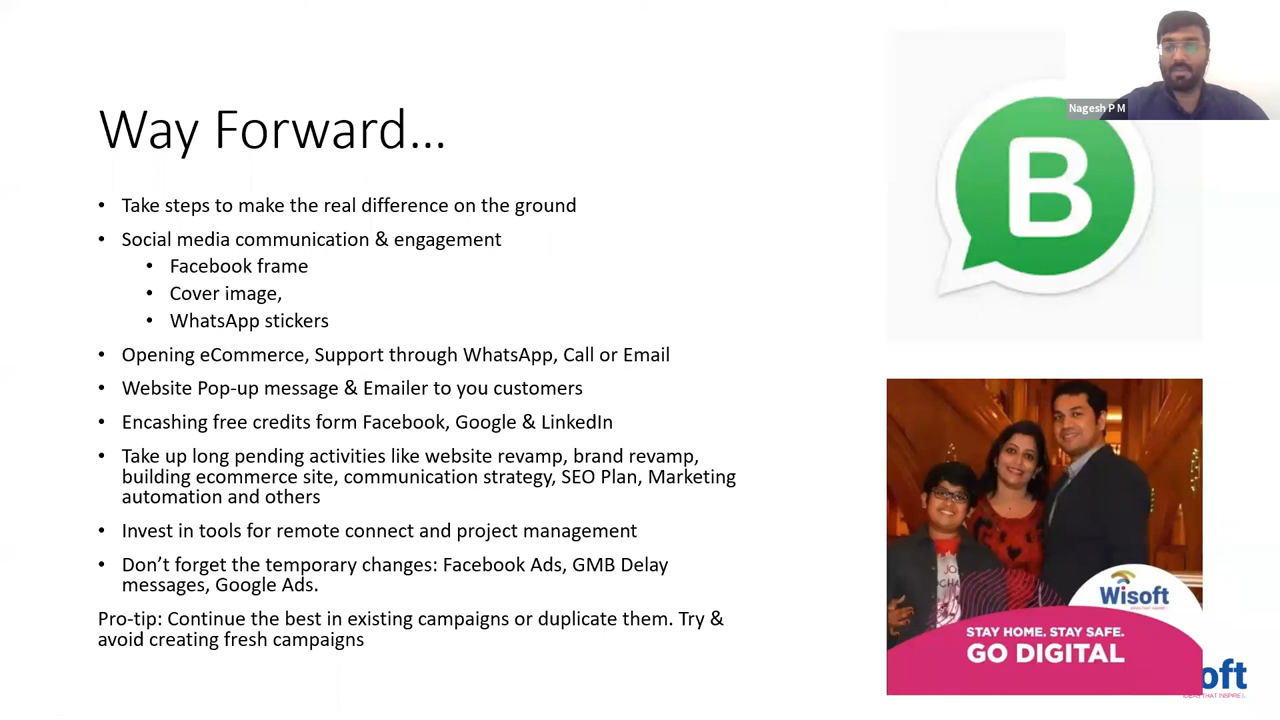 Nagesh P M
Way Forward...
• Take steps to make the real difference on the ground
• Social media communication & engagement
• Facebook frame
• Cover image,
• WhatsApp stickers
• Opening eCommerce, Support through WhatsApp, Call or Email
• Website Pop-up message & Emailer to you customers
• Encashing free credits form Facebook, Google & LinkedIn
• Take up long pending activities like website revamp, brand revamp,
building ecommerce site, communication strategy, SEO Plan, Marketing
automation and others
• Invest in tools for remote connect and project management
• Don’t forget the temporary changes: Facebook Ads, GMB Delay
messages, Google Ads.
Pro-tip: Continue the best in existing campaigns or duplicate them. Try &
avoid creating fresh campaigns
B
Wisoft
STAY HOME. STAY SAFE.
GO DIGITAL
oft